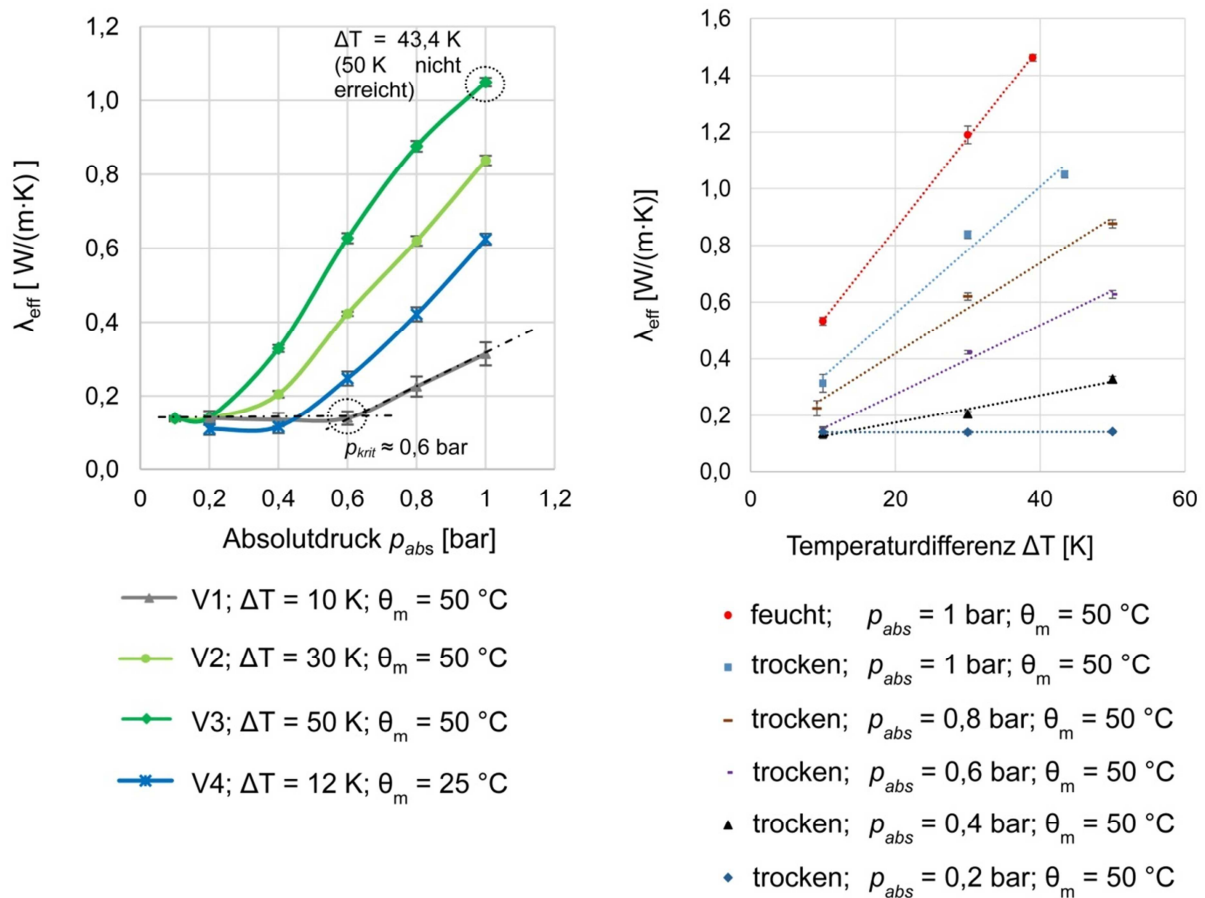 1,2
1,0
0,8
0,6
0,4
0,2
0,0
λeff [ W/(m·K) ]
ΔT = 43,4 K
(50 K nicht
erreicht)
pkrit ≈ 0,6 bar
0 0,2 0,4 0,6 0,8 1 1,2
Absolutdruck pabs [bar]
V1; ΔT = 10 K; θm = 50 °C
V2; ΔT = 30 K; θm = 50 °C
V3; ΔT = 50 K; θm = 50 °C
V4; ΔT = 12 K; θm = 25 °C
1,6
1,4
1,2
1,0
0,8
0,6
0,4
0,2
0,0
λeff [W/(m·K)]
0 20 40 60
Temperaturdifferenz ΔT [K]
feucht; pabs = 1 bar; θm = 50 °C
trocken; pabs = 1 bar; θm = 50 °C
trocken; pabs = 0,8 bar; θm = 50 °C
trocken; pabs = 0,6 bar; θm = 50 °C
trocken; pabs = 0,4 bar; θm = 50 °C
trocken; pabs = 0,2 bar; θm = 50 °C